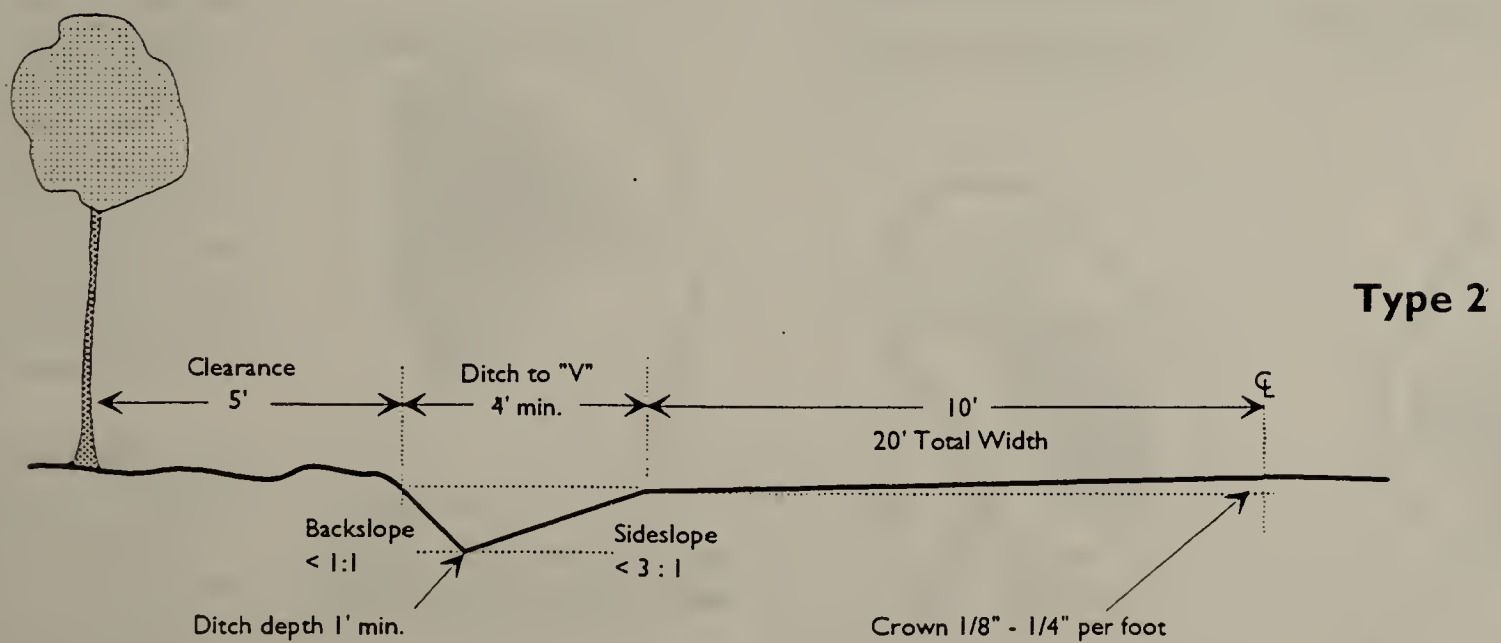 Type 2
Clearance
5'
Ditch to "V"
4' min.
℄
10'
20' Total Width
Backslope
< 1:1
Sideslope
< 3 : 1
Ditch depth 1' min.
Crown 1/8" - 1/4" per foot